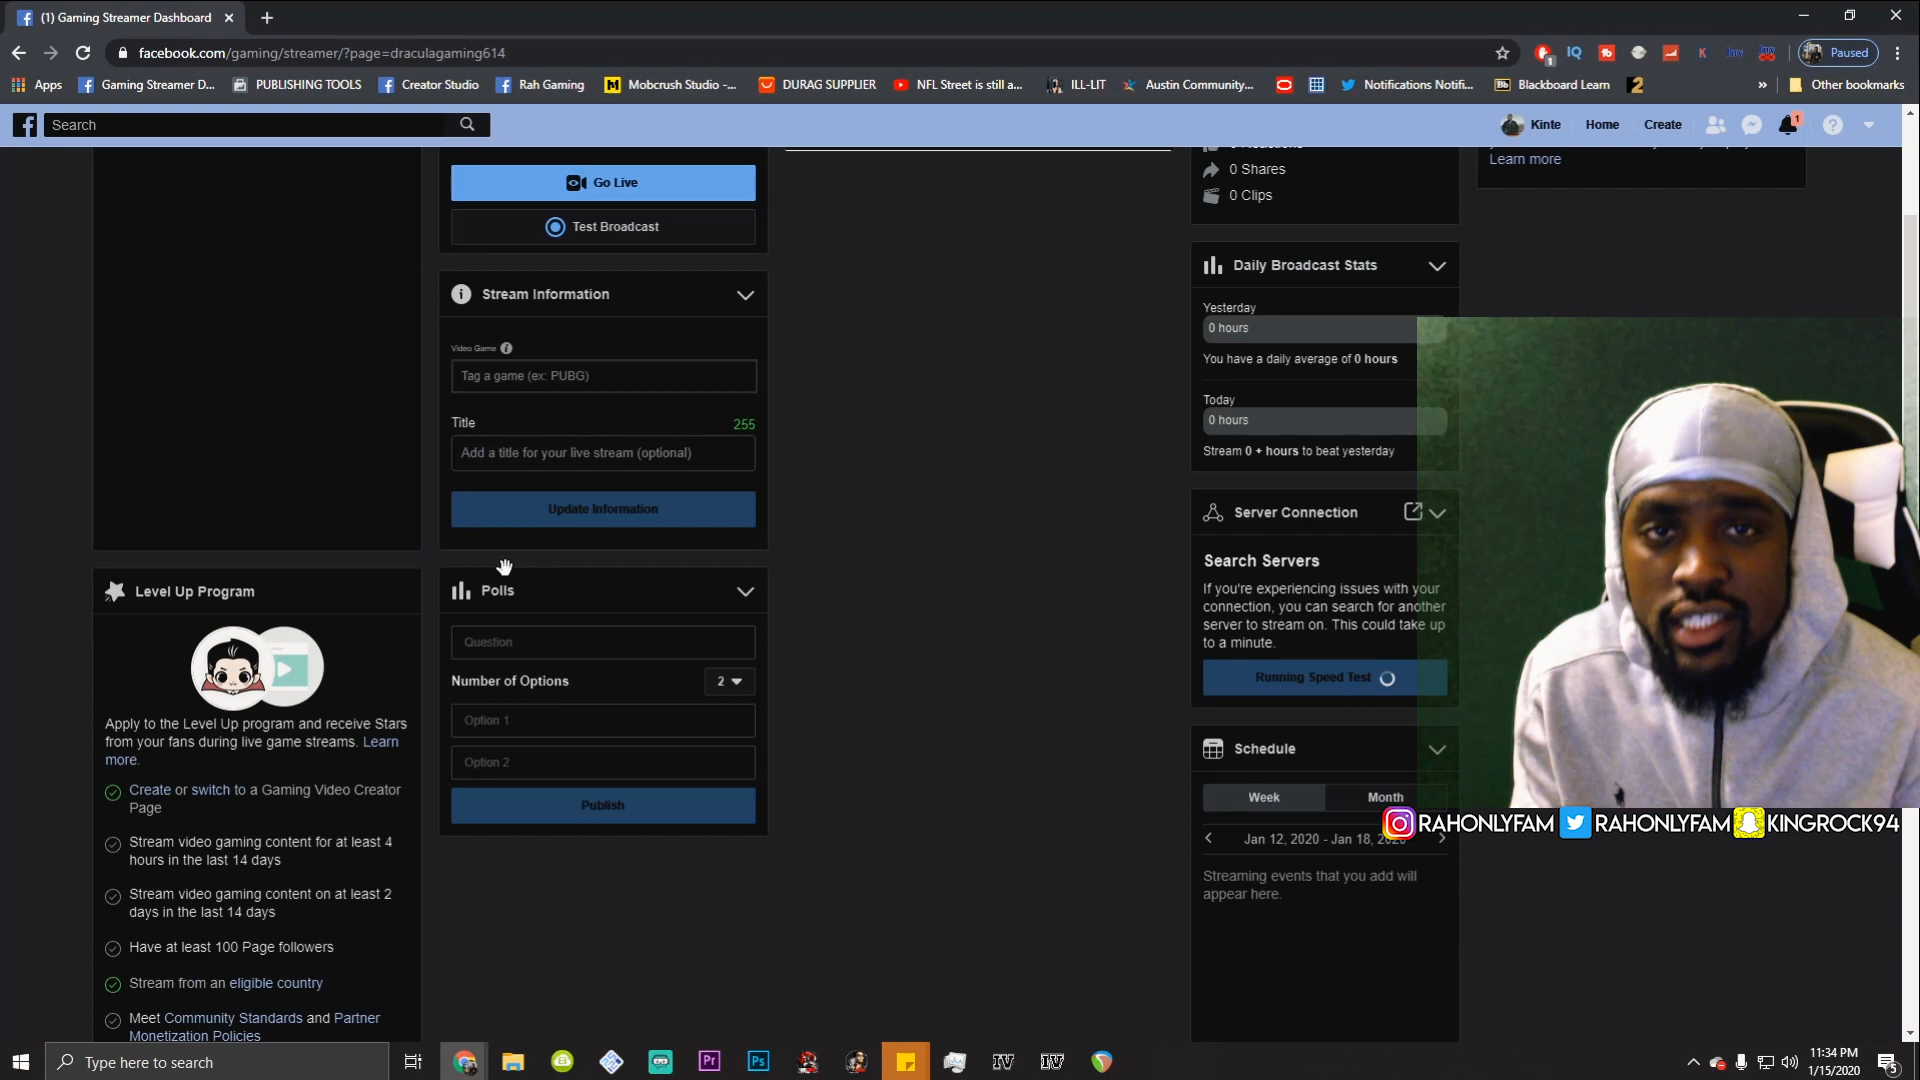 (1) Gaming Streamer Dashboard
facebook.com/gaming/streamer/?page=draculagaming614
Paused
Apps
Gaming Streamer D...
PUBLISHING TOOLS
Creator Studio
Rah Gaming
Mobcrush Studio -...
DURAG SUPPLIER
NFL Street is still a...
ILL-LIT
Austin Community...
Notifications Notifi...
Blackboard Learn
Other bookmarks
Search
Kinte
Home
Create
1
Learn more
Go Live
Test Broadcast
0 Shares
0 Clips
Stream Information
Video Game
Tag a game (ex: PUBG)
Title
255
Add a title for your live stream (optional)
Update Information
Daily Broadcast Stats
Yesterday
0 hours
You have a daily average of 0 hours
Today
0 hours
Stream 0 + hours to beat yesterday
Server Connection
Search Servers
If you're experiencing issues with your
connection, you can search for another
server to stream on. This could take up
to a minute.
Running Speed Test
Polls
Question
Number of Options
2
Option 1
Option 2
Publish
Level Up Program
Apply to the Level Up program and receive Stars
from your fans during live game streams. Learn
more.
Create or switch to a Gaming Video Creator
Page
Stream video gaming content for at least 4
hours in the last 14 days
Stream video gaming content on at least 2
days in the last 14 days
Have at least 100 Page followers
Stream from an eligible country
Meet Community Standards and Partner
Monetization Policies
Schedule
Week
Month
Jan 12, 2020 - Jan 18, 2020
Streaming events that you add will
appear here.
RAHONLYFAM
RAHONLYFAM
KINGROCK94
Type here to search
Pr
Ps
IV
IV
11:34 PM
1/15/2020
5